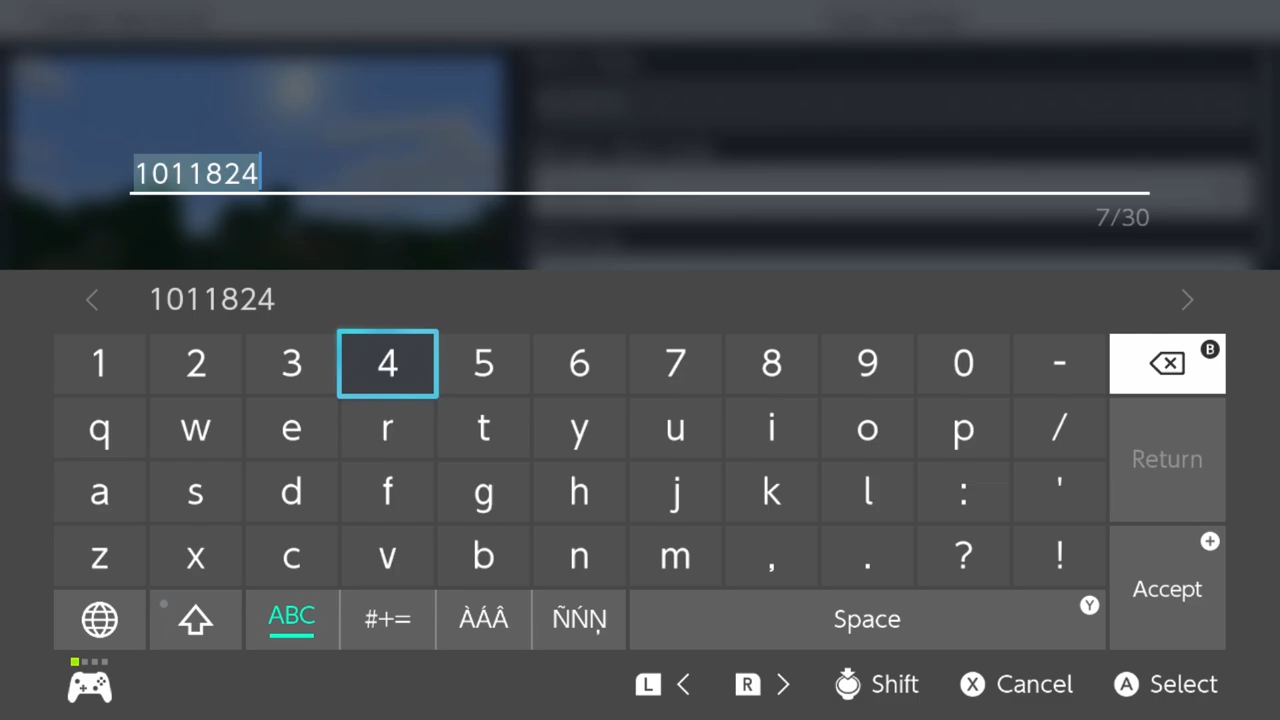 1011824
7/30
1011824
1 2 3 4 5 6 7 8 9 0 - B
q w e r t y u i o p / Return
a s d f g h j k l : '
z x c v b n m , . ? ! + Accept
ABC #+= ÀÁÂ ÑŃŅ Space Y
L R Shift X Cancel A Select